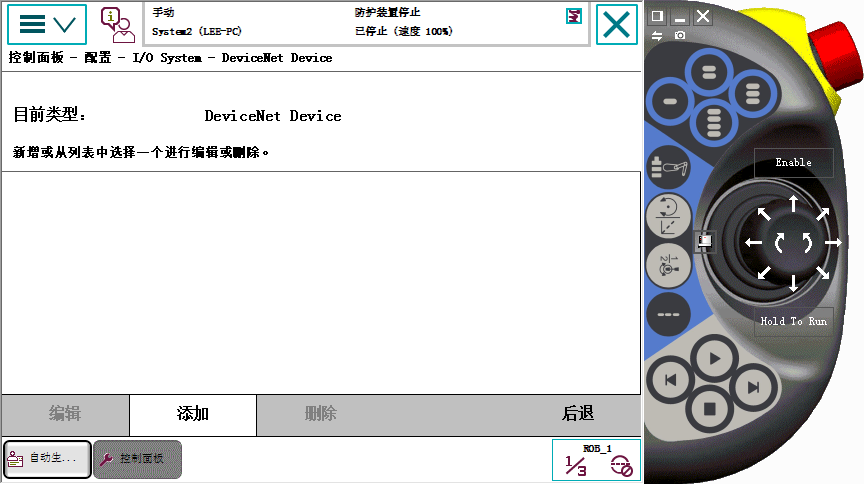 手动
防护装置停止
System2 (LEE-PC)
已停止 (速度 100%)
控制面板 - 配置 - I/O System - DeviceNet Device
目前类型：
DeviceNet Device
新增或从列表中选择一个进行编辑或删除。
Enable
Hold To Run
编辑
添加
删除
后退
自动生...
控制面板
ROB_1
1/3
1/2